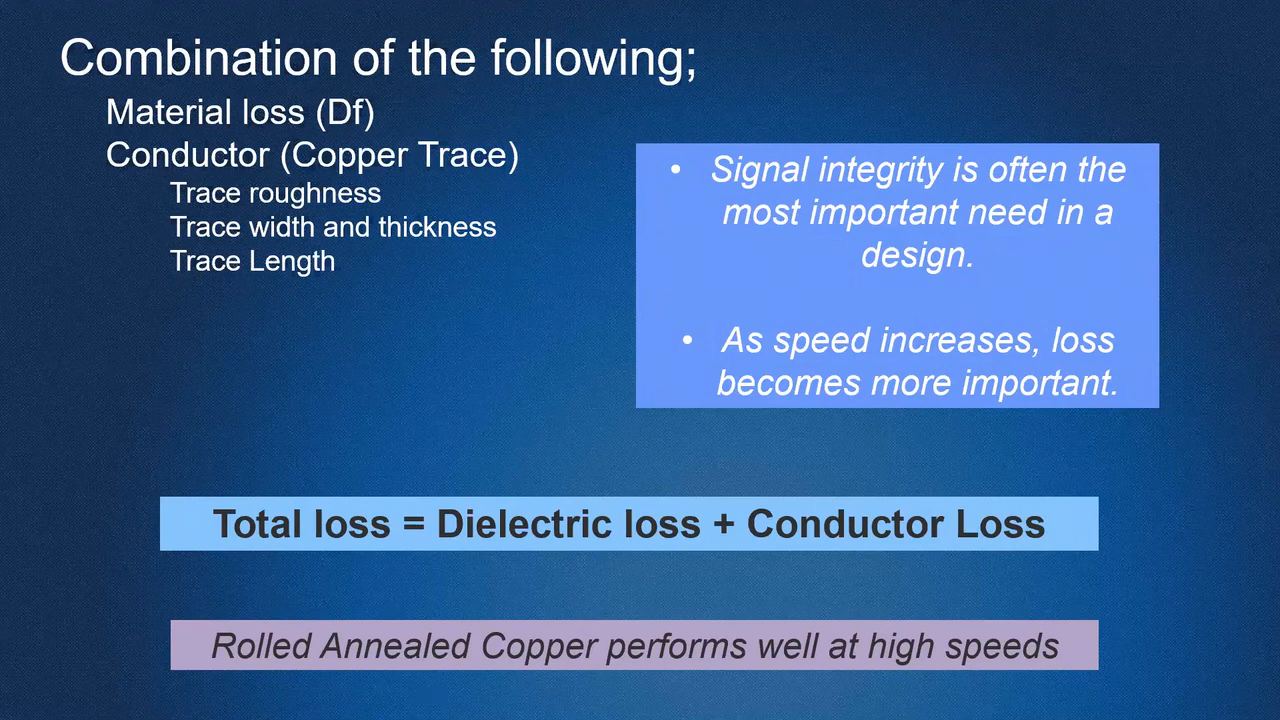 Combination of the following;
Material loss (Df)
Conductor (Copper Trace)
Trace roughness
Trace width and thickness
Trace Length
• Signal integrity is often the
most important need in a
design.
• As speed increases, loss
becomes more important.
Total loss = Dielectric loss + Conductor Loss
Rolled Annealed Copper performs well at high speeds